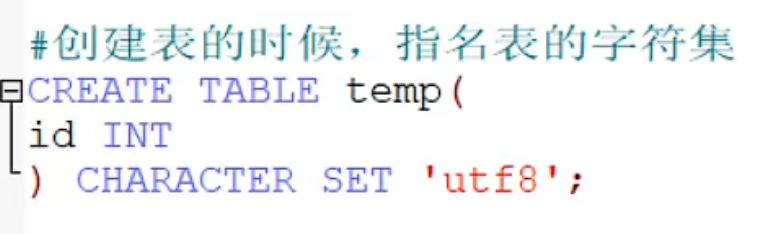 #创建表的时候，指名表的字符集
CREATE TABLE temp(
id INT
) CHARACTER SET 'utf8';